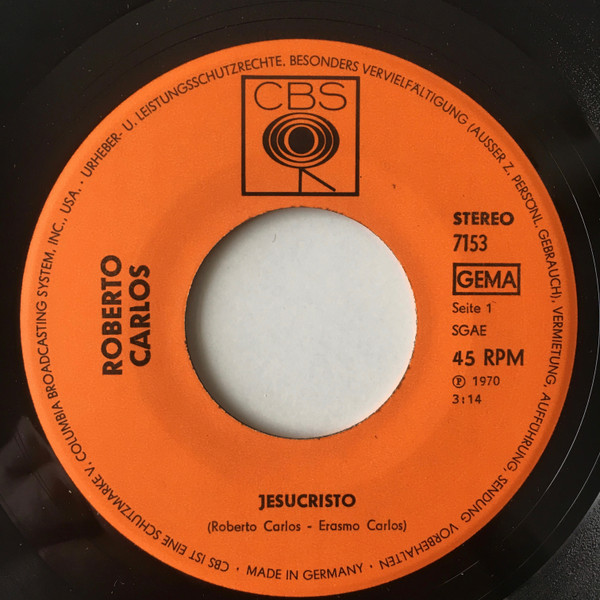 CBS
STEREO
7153
GEMA
Seite 1
SGAE
45 RPM
Ⓟ 1970
3:14
ROBERTO
CARLOS
JESUCRISTO
(Roberto Carlos - Erasmo Carlos)
CBS IST EINE SCHUTZMARKE V. COLUMBIA BROADCASTING SYSTEM, INC., USA. · URHEBER- U. LEISTUNGSSCHUTZRECHTE, BESONDERS VERVIELFÄLTIGUNG (AUSSER Z. PERSÖNL. GEBRAUCH), VERMIETUNG, AUFFÜHRUNG, SENDUNG VORBEHALTEN · MADE IN GERMANY ·